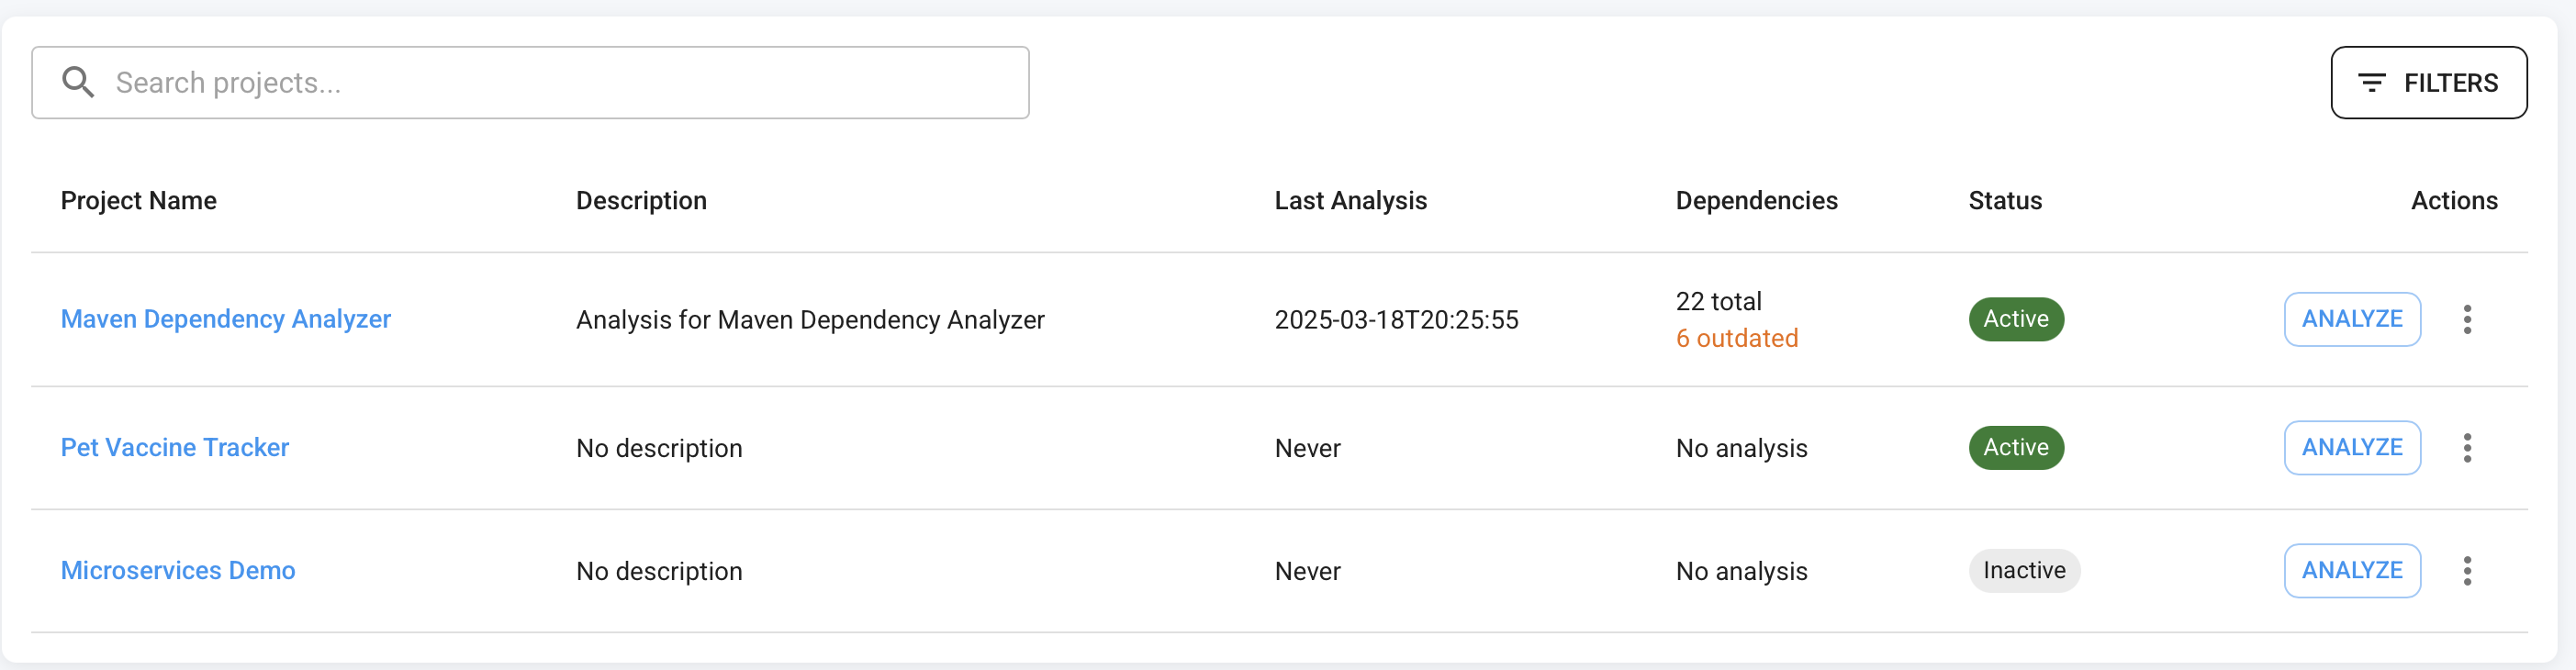 Search projects...
FILTERS
Project Name Description Last Analysis Dependencies Status Actions
Maven Dependency Analyzer Analysis for Maven Dependency Analyzer 2025-03-18T20:25:55 22 total Active ANALYZE
6 outdated
Pet Vaccine Tracker No description Never No analysis Active ANALYZE
Microservices Demo No description Never No analysis Inactive ANALYZE